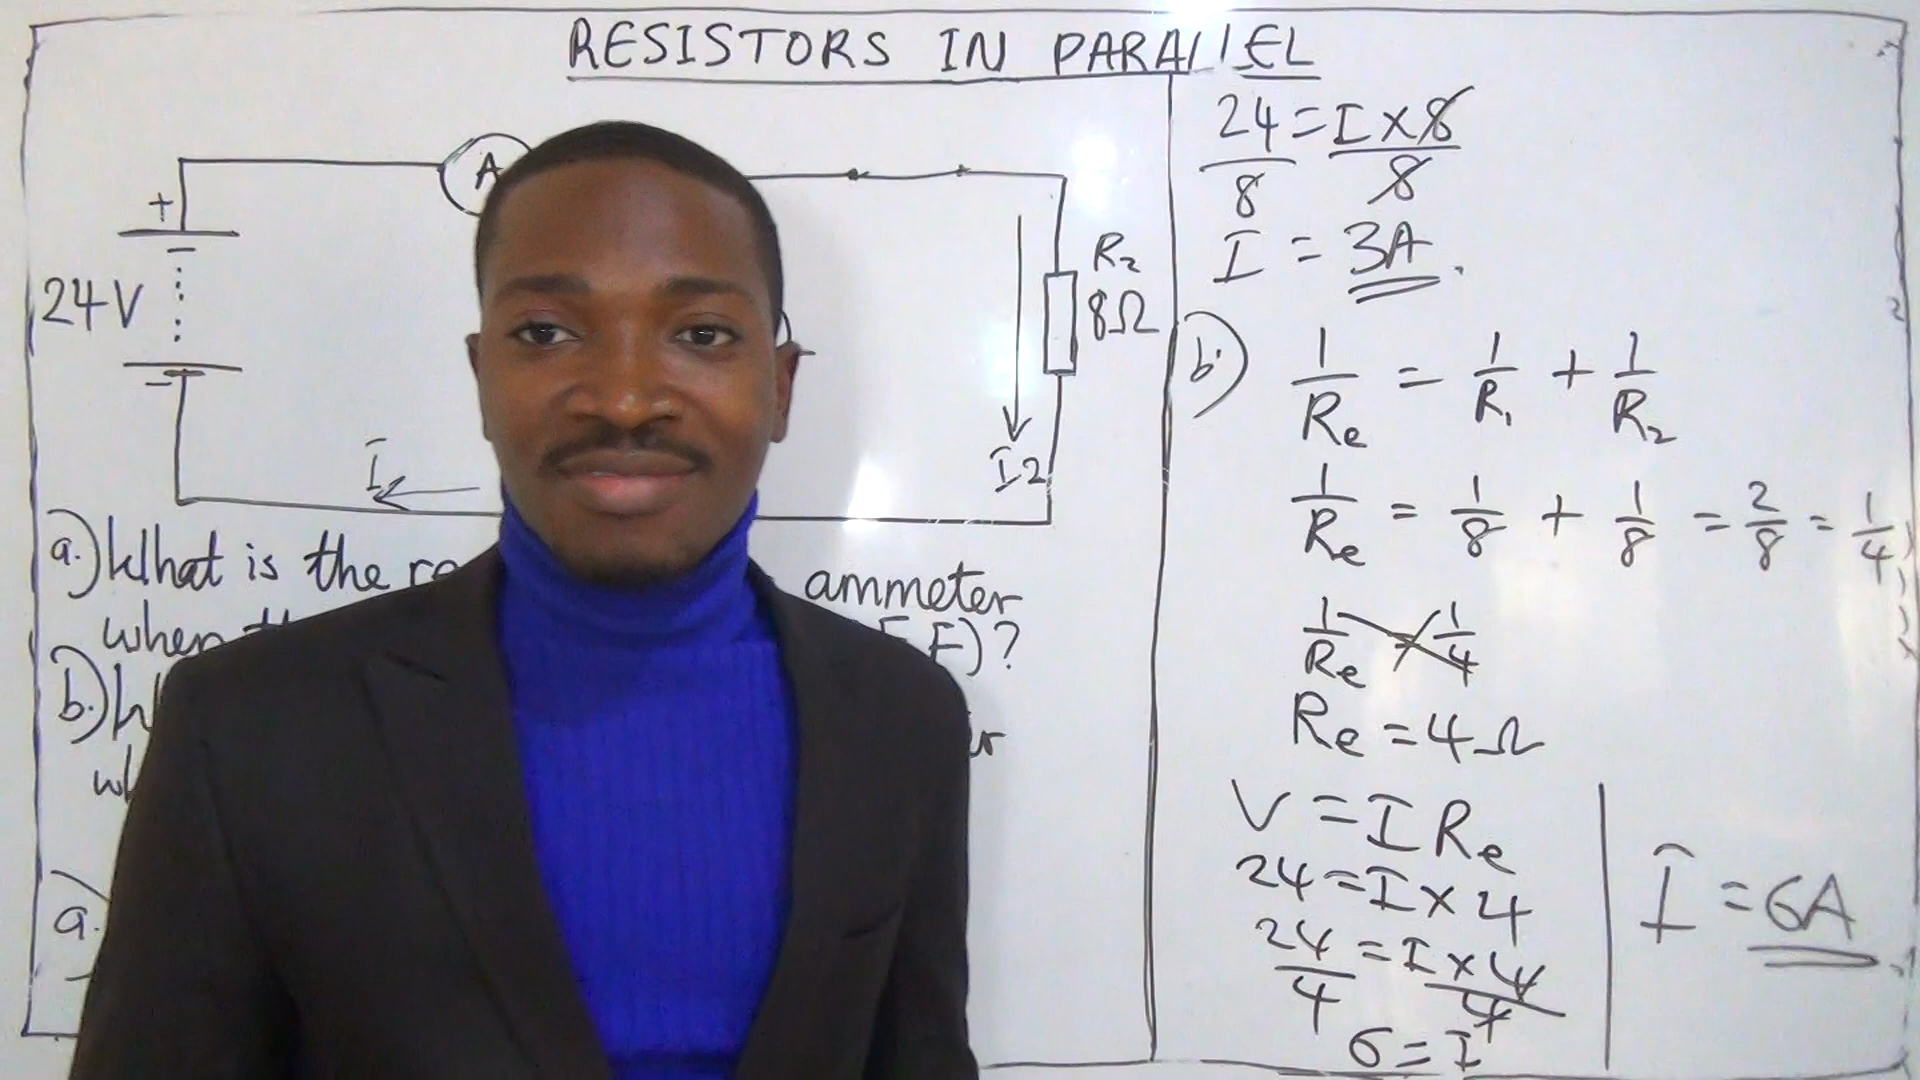 RESISTORS IN PARALLEL
A
+
24V
-
R₂
8Ω
I2
I
a.) What is the
ammeter
when
F)?
b.)
a.
24 = I × 8
8 8
I = 3A.
b.)
1/Re = 1/R₁ + 1/R₂
1/Re = 1/8 + 1/8 = 2/8 = 1/4
1/Re = 1/4
Re = 4Ω
V = I Re
24 = I × 4
24/4 = I × 4/4
6 = I
I = 6A